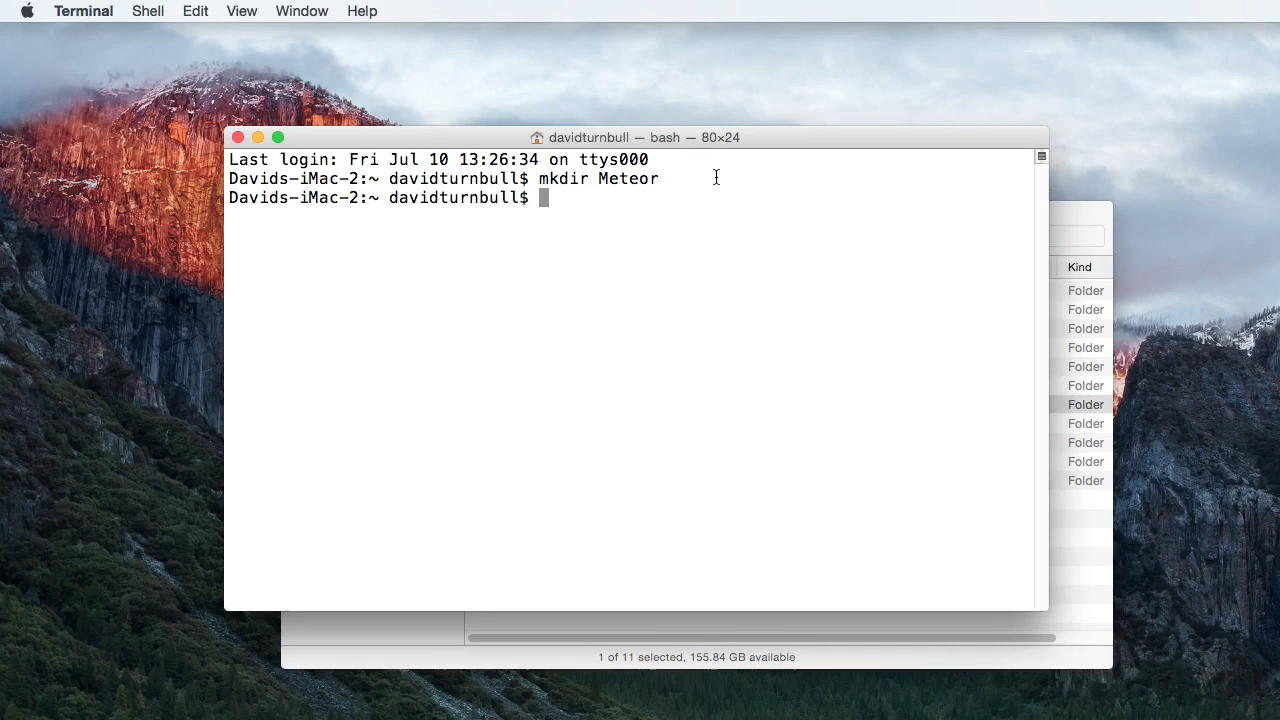 Terminal Shell Edit View Window Help
davidturnbull — bash — 80×24
Last login: Fri Jul 10 13:26:34 on ttys000
Davids-iMac-2:~ davidturnbull$ mkdir Meteor
Davids-iMac-2:~ davidturnbull$
Kind
Folder
Folder
Folder
Folder
Folder
Folder
Folder
Folder
Folder
Folder
Folder
1 of 11 selected, 155.84 GB available